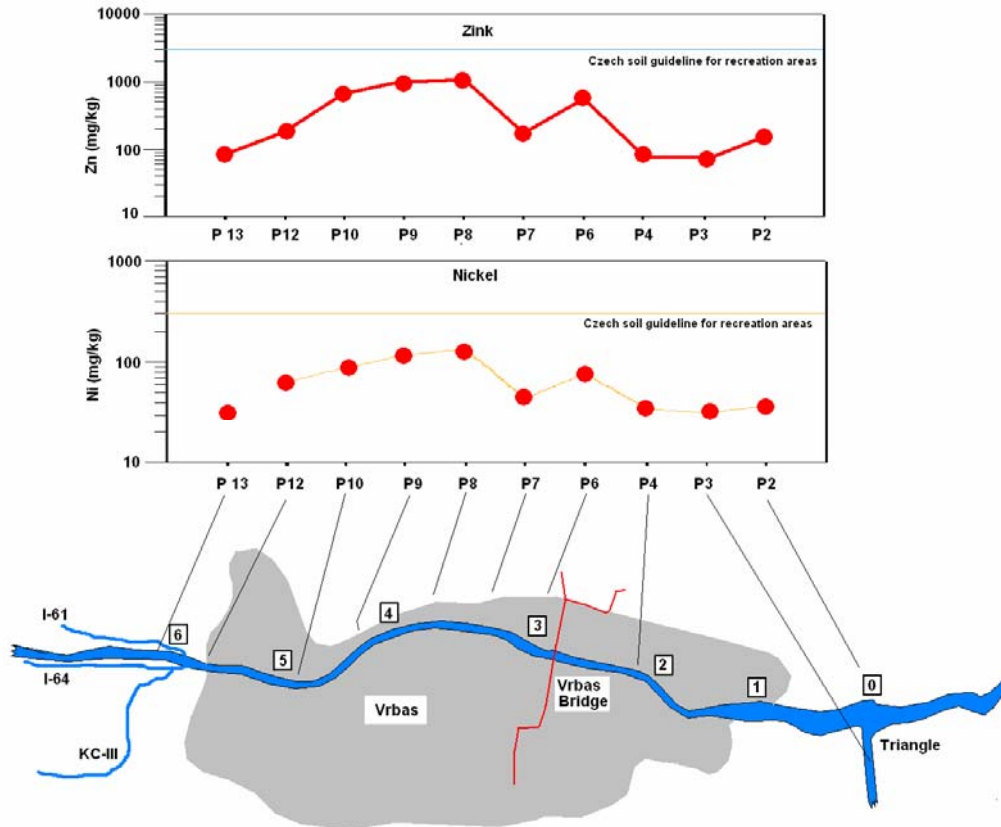 10000
Zink
Czech soil guideline for recreation areas
1000
Zn (mg/kg)
100
10
P 13 P12 P10 P9 P8 P7 P6 P4 P3 P2
1000
Nickel
Czech soil guideline for recreation areas
Ni (mg/kg)
100
10
P 13 P12 P10 P9 P8 P7 P6 P4 P3 P2
I-61
6
4
3
I-64
5
2
0
1
Vrbas
Vrbas
Bridge
KC-III
Triangle